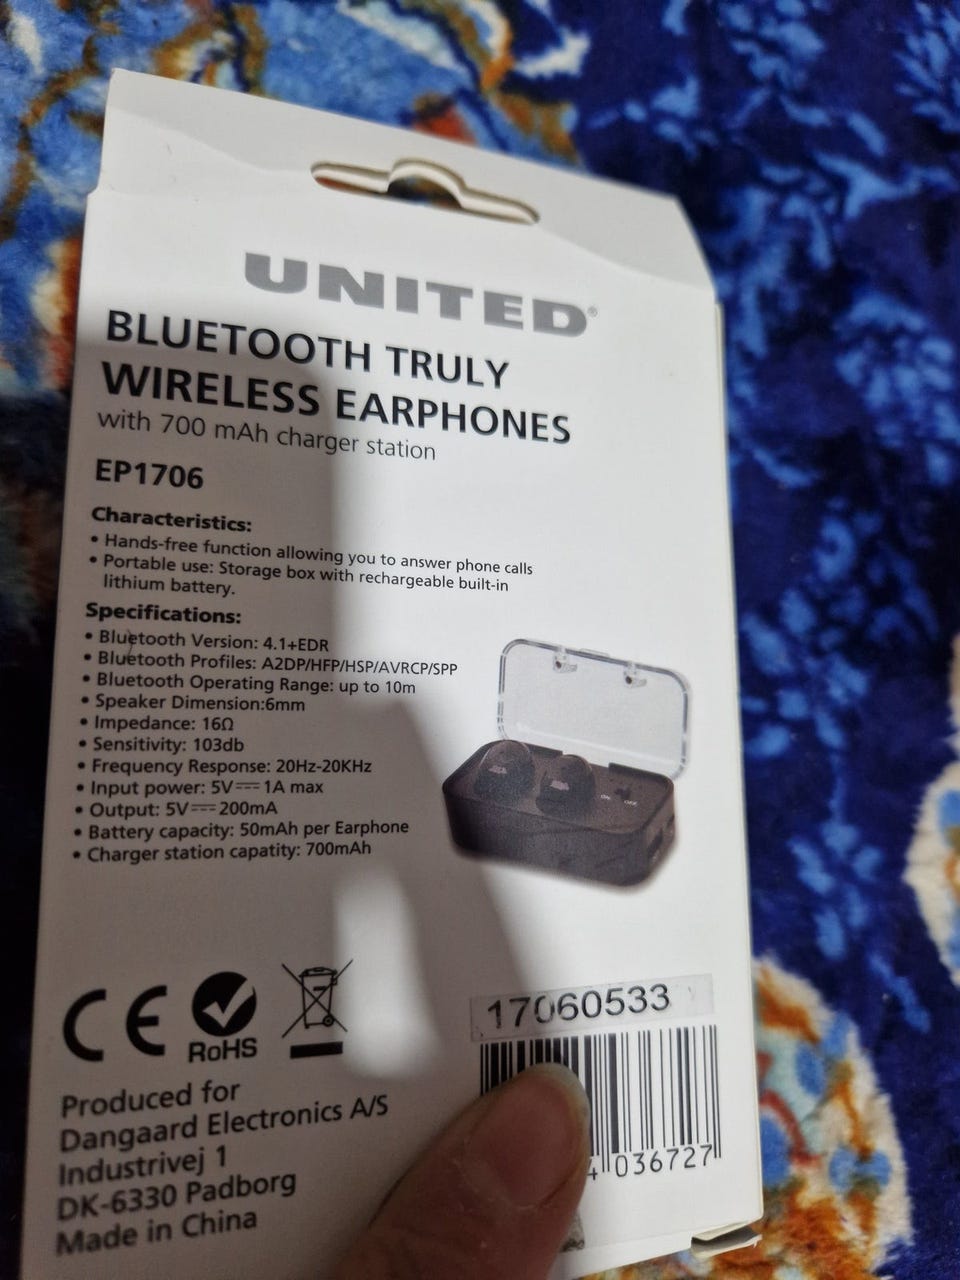 UNITED®
BLUETOOTH TRULY
WIRELESS EARPHONES
with 700 mAh charger station
EP1706
Characteristics:
• Hands-free function allowing you to answer phone calls
• Portable use: Storage box with rechargeable built-in
lithium battery.
Specifications:
• Bluetooth Version: 4.1+EDR
• Bluetooth Profiles: A2DP/HFP/HSP/AVRCP/SPP
• Bluetooth Operating Range: up to 10m
• Speaker Dimension:6mm
• Impedance: 16Ω
• Sensitivity: 103db
• Frequency Response: 20Hz-20KHz
• Input power: 5V⎓1A max
• Output: 5V⎓200mA
• Battery capacity: 50mAh per Earphone
• Charger station capatity: 700mAh
ON OFF
CE
RoHS
17060533
4 036727
Produced for
Dangaard Electronics A/S
Industrivej 1
DK-6330 Padborg
Made in China